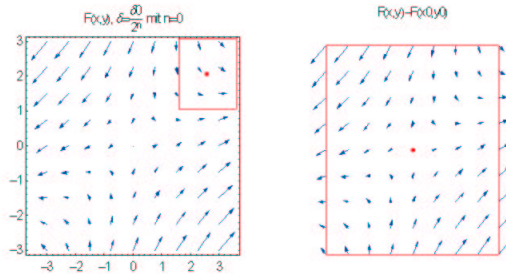 F(x,y), δ=δ0/2ⁿ mit n=0
F(x,y)-F(x0,y0)
3
2
1
0
-1
-2
-3
-3 -2 -1 0 1 2 3